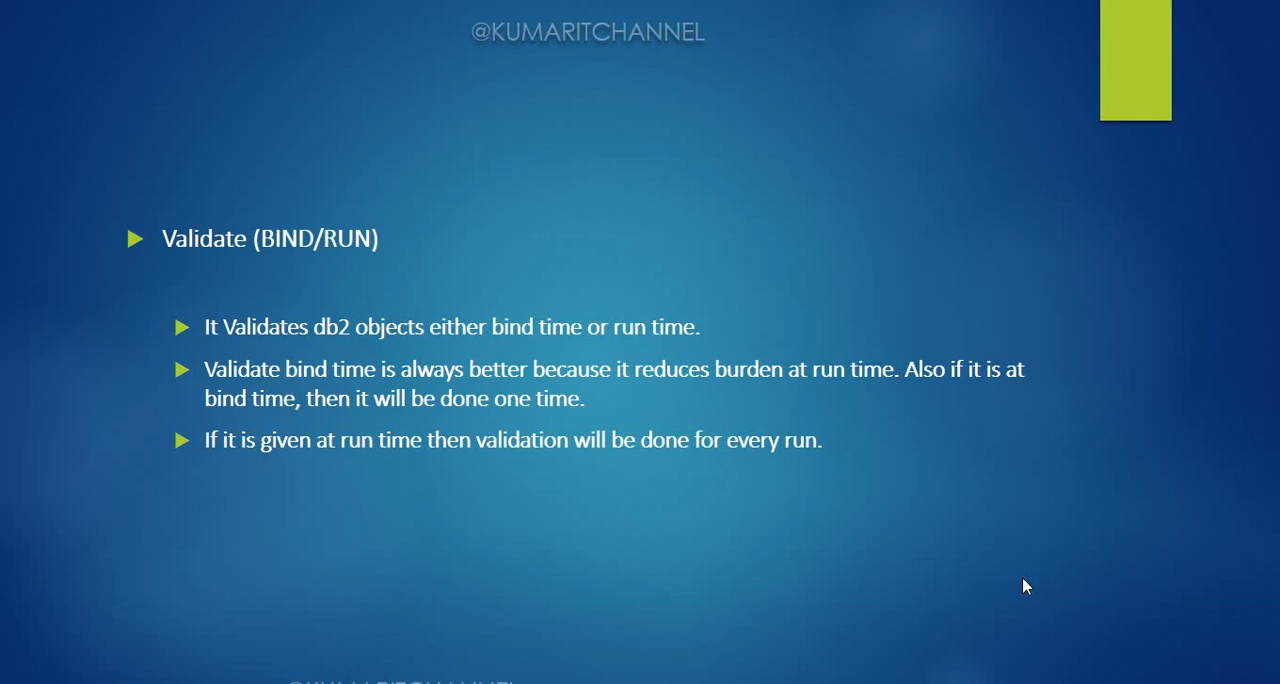 @KUMARITCHANNEL
Validate (BIND/RUN)
It Validates db2 objects either bind time or run time.
Validate bind time is always better because it reduces burden at run time. Also if it is at
bind time, then it will be done one time.
If it is given at run time then validation will be done for every run.
@KUMARITCHANNEL